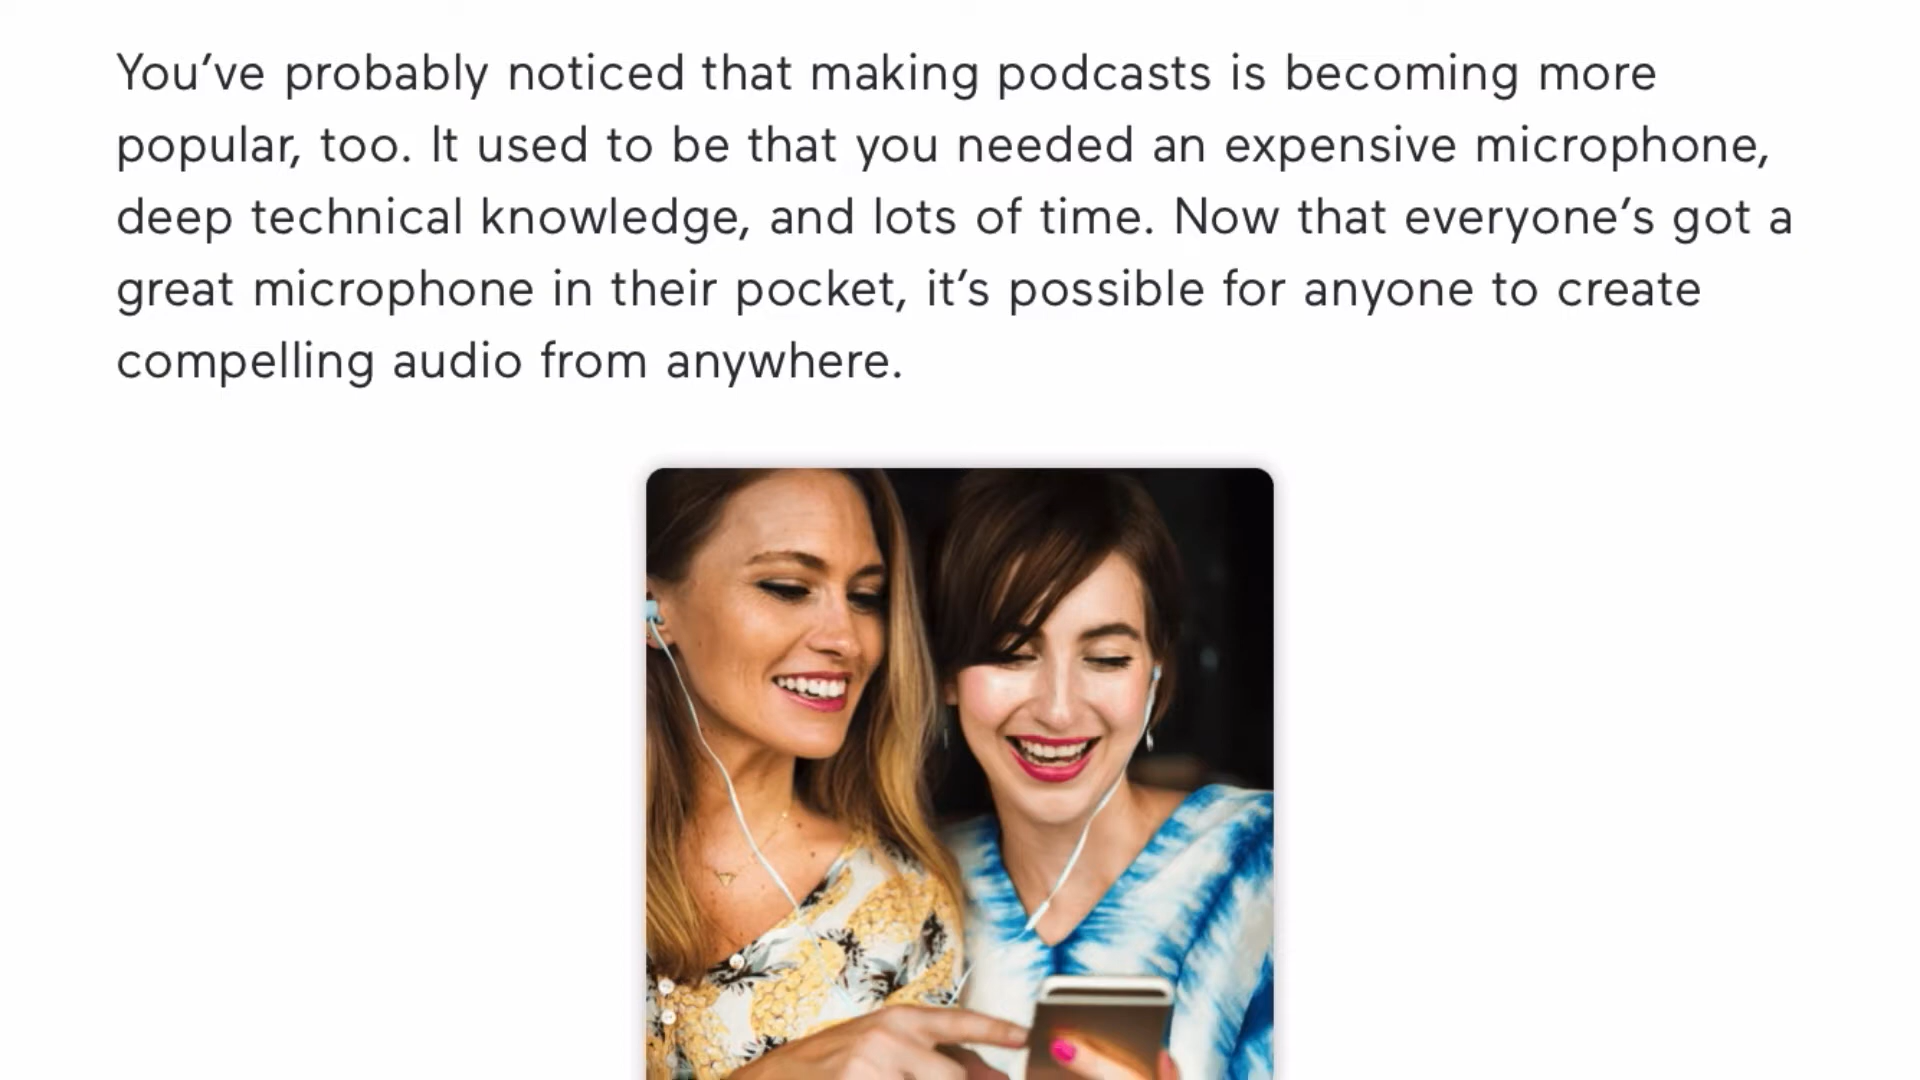 You’ve probably noticed that making podcasts is becoming more
popular, too. It used to be that you needed an expensive microphone,
deep technical knowledge, and lots of time. Now that everyone’s got a
great microphone in their pocket, it’s possible for anyone to create
compelling audio from anywhere.